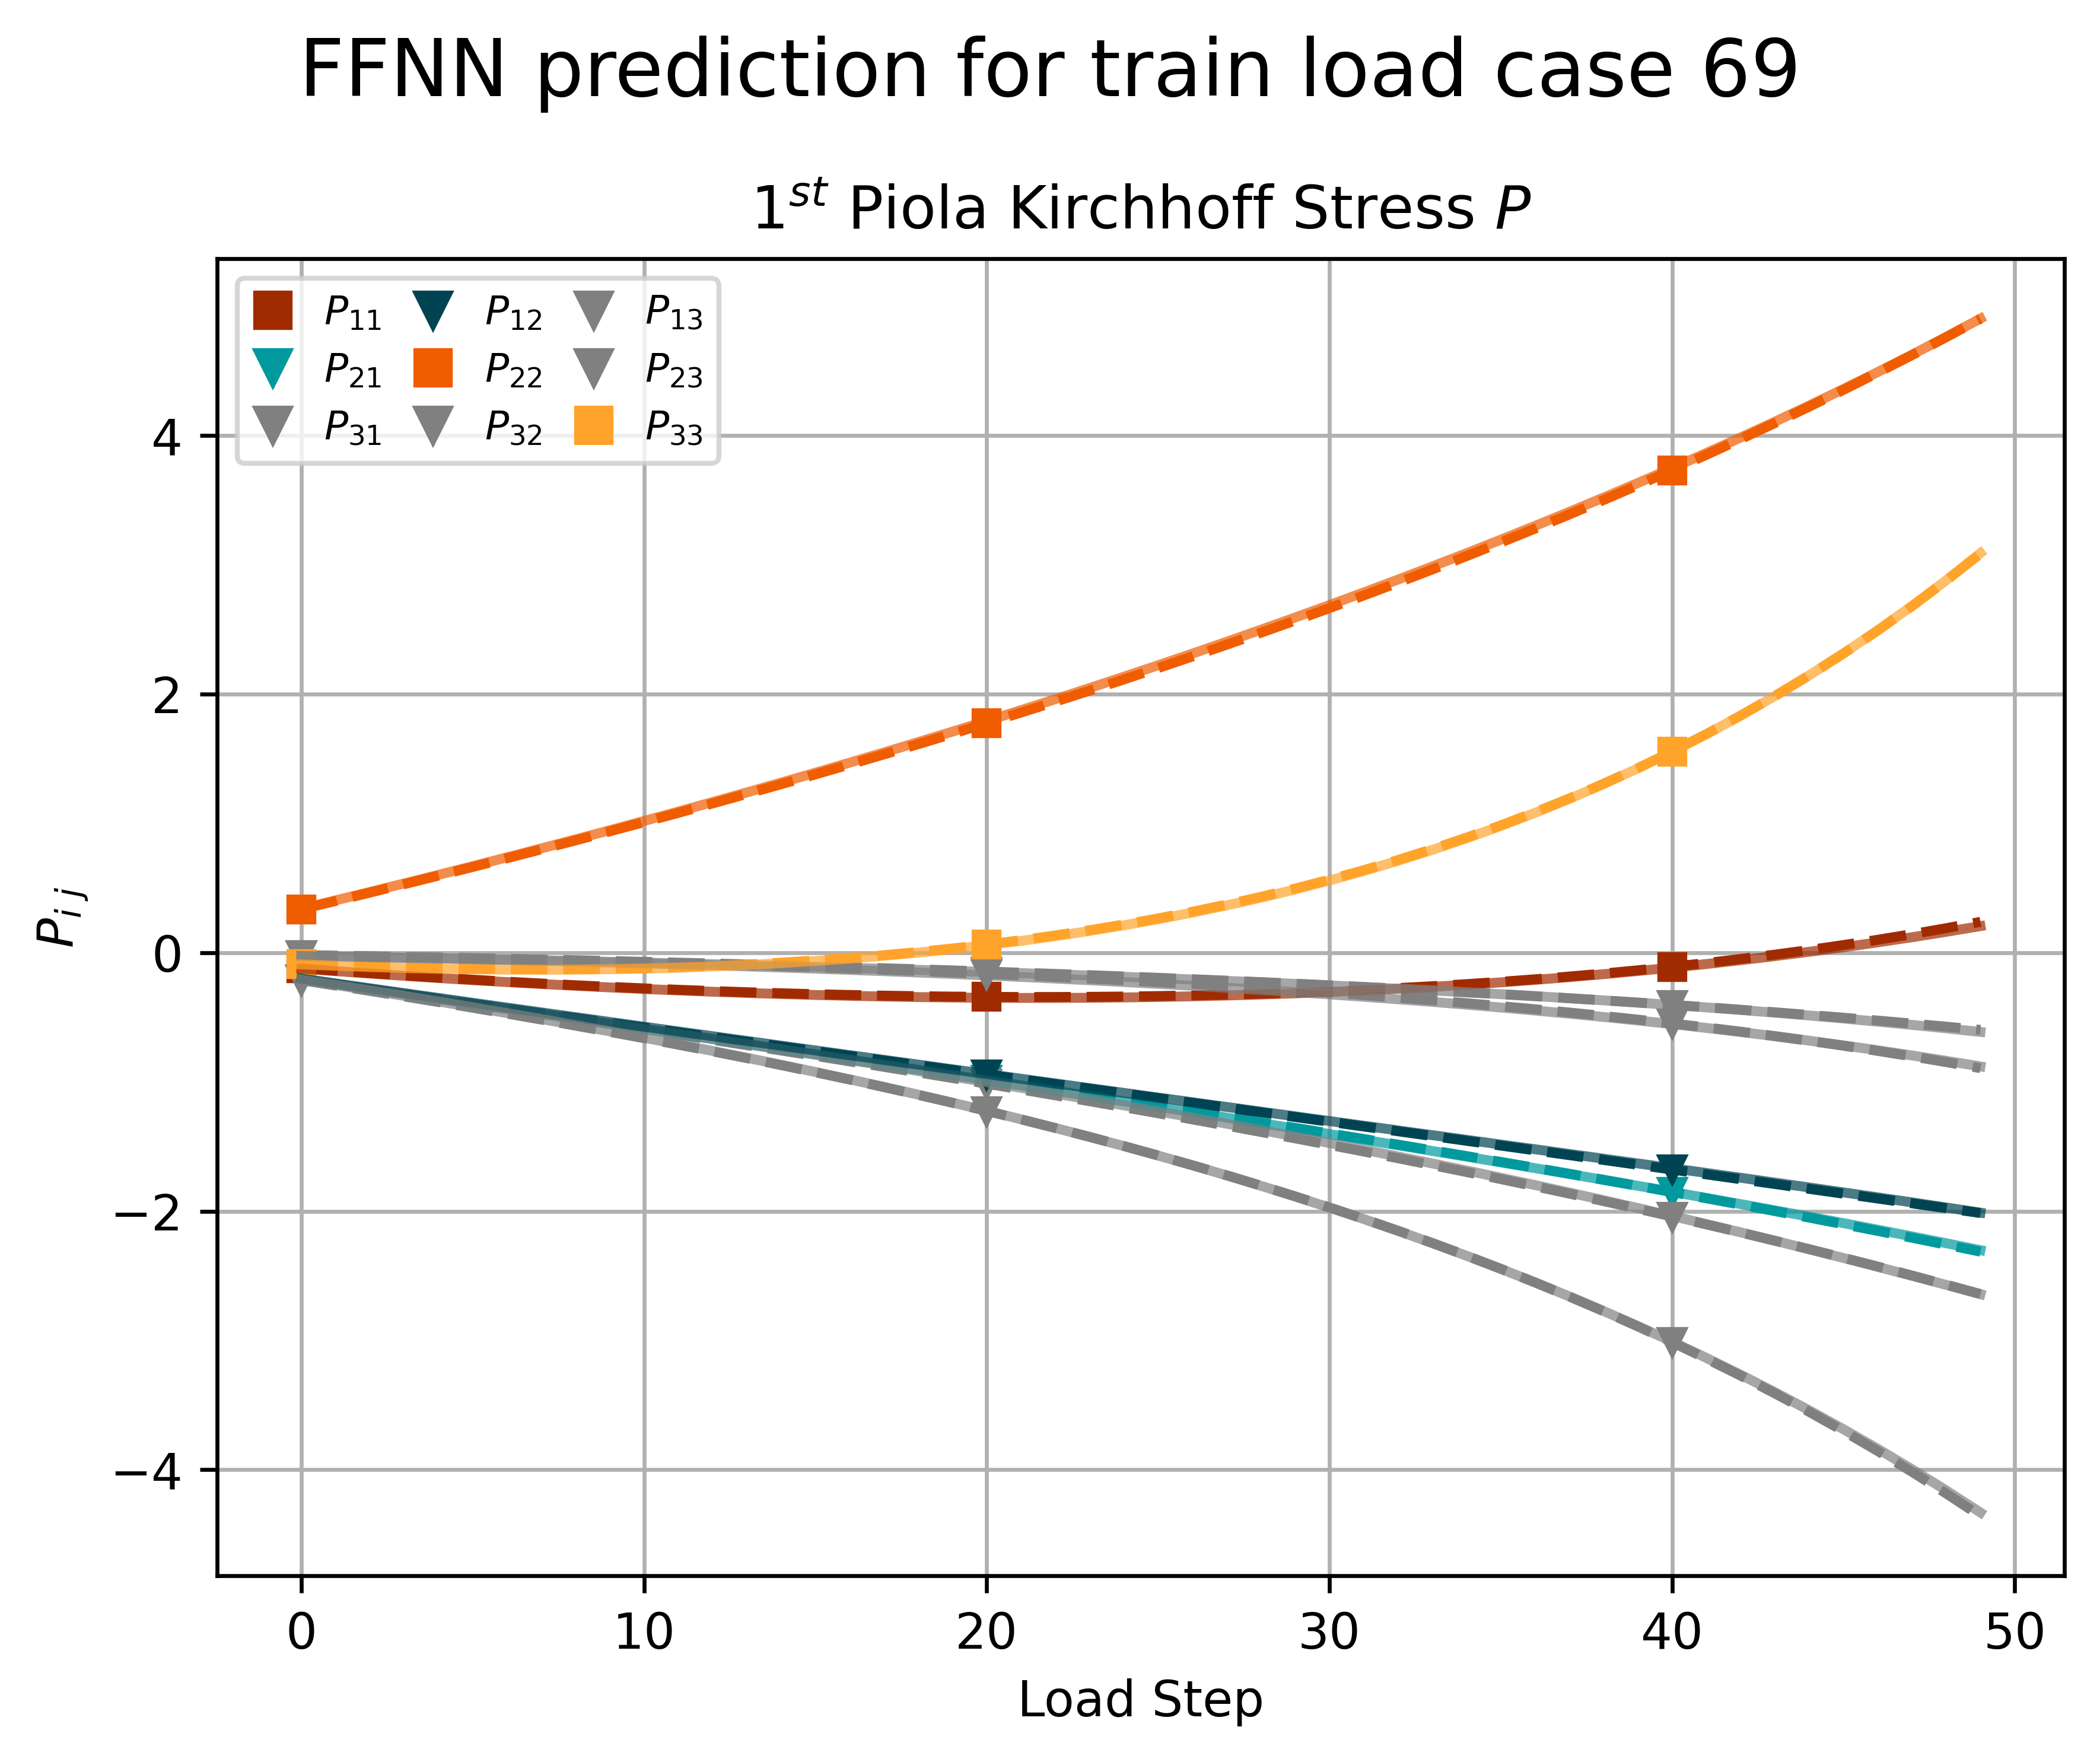 FFNN prediction for train load case 69
1st Piola Kirchhoff Stress P
P11 P12 P13
P21 P22 P23
P31 P32 P33
4
2
0
−2
−4
Pi j
0 10 20 30 40 50
Load Step